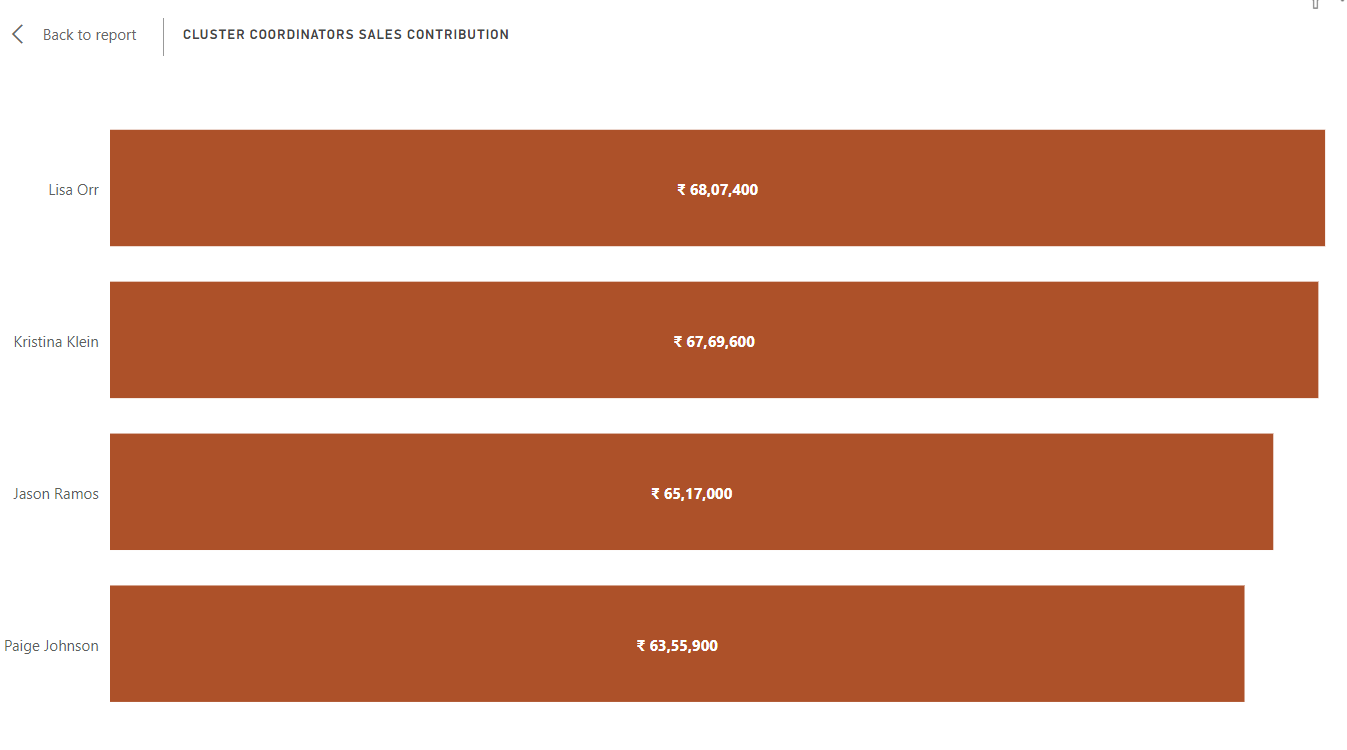 Back to report
CLUSTER COORDINATORS SALES CONTRIBUTION
Lisa Orr ₹ 68,07,400
Kristina Klein ₹ 67,69,600
Jason Ramos ₹ 65,17,000
Paige Johnson ₹ 63,55,900